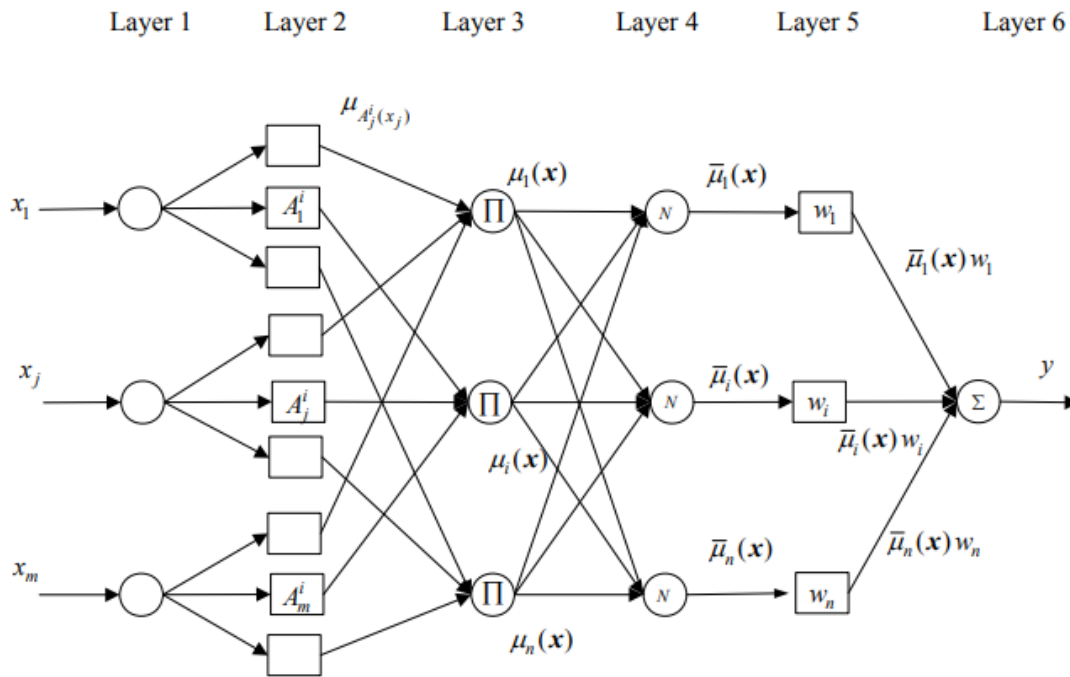 Layer 1 Layer 2 Layer 3 Layer 4 Layer 5 Layer 6
μ_{A_j^i(x_j)}
μ_1(x) μ̅_1(x)
x_1 A_1^i Π N w_1
μ̅_1(x)w_1
x_j μ̅_i(x) y
A_j^i Π N w_i Σ
μ_i(x) μ̅_i(x)w_i
μ̅_n(x) μ̅_n(x)w_n
x_m A_m^i Π N w_n
μ_n(x)